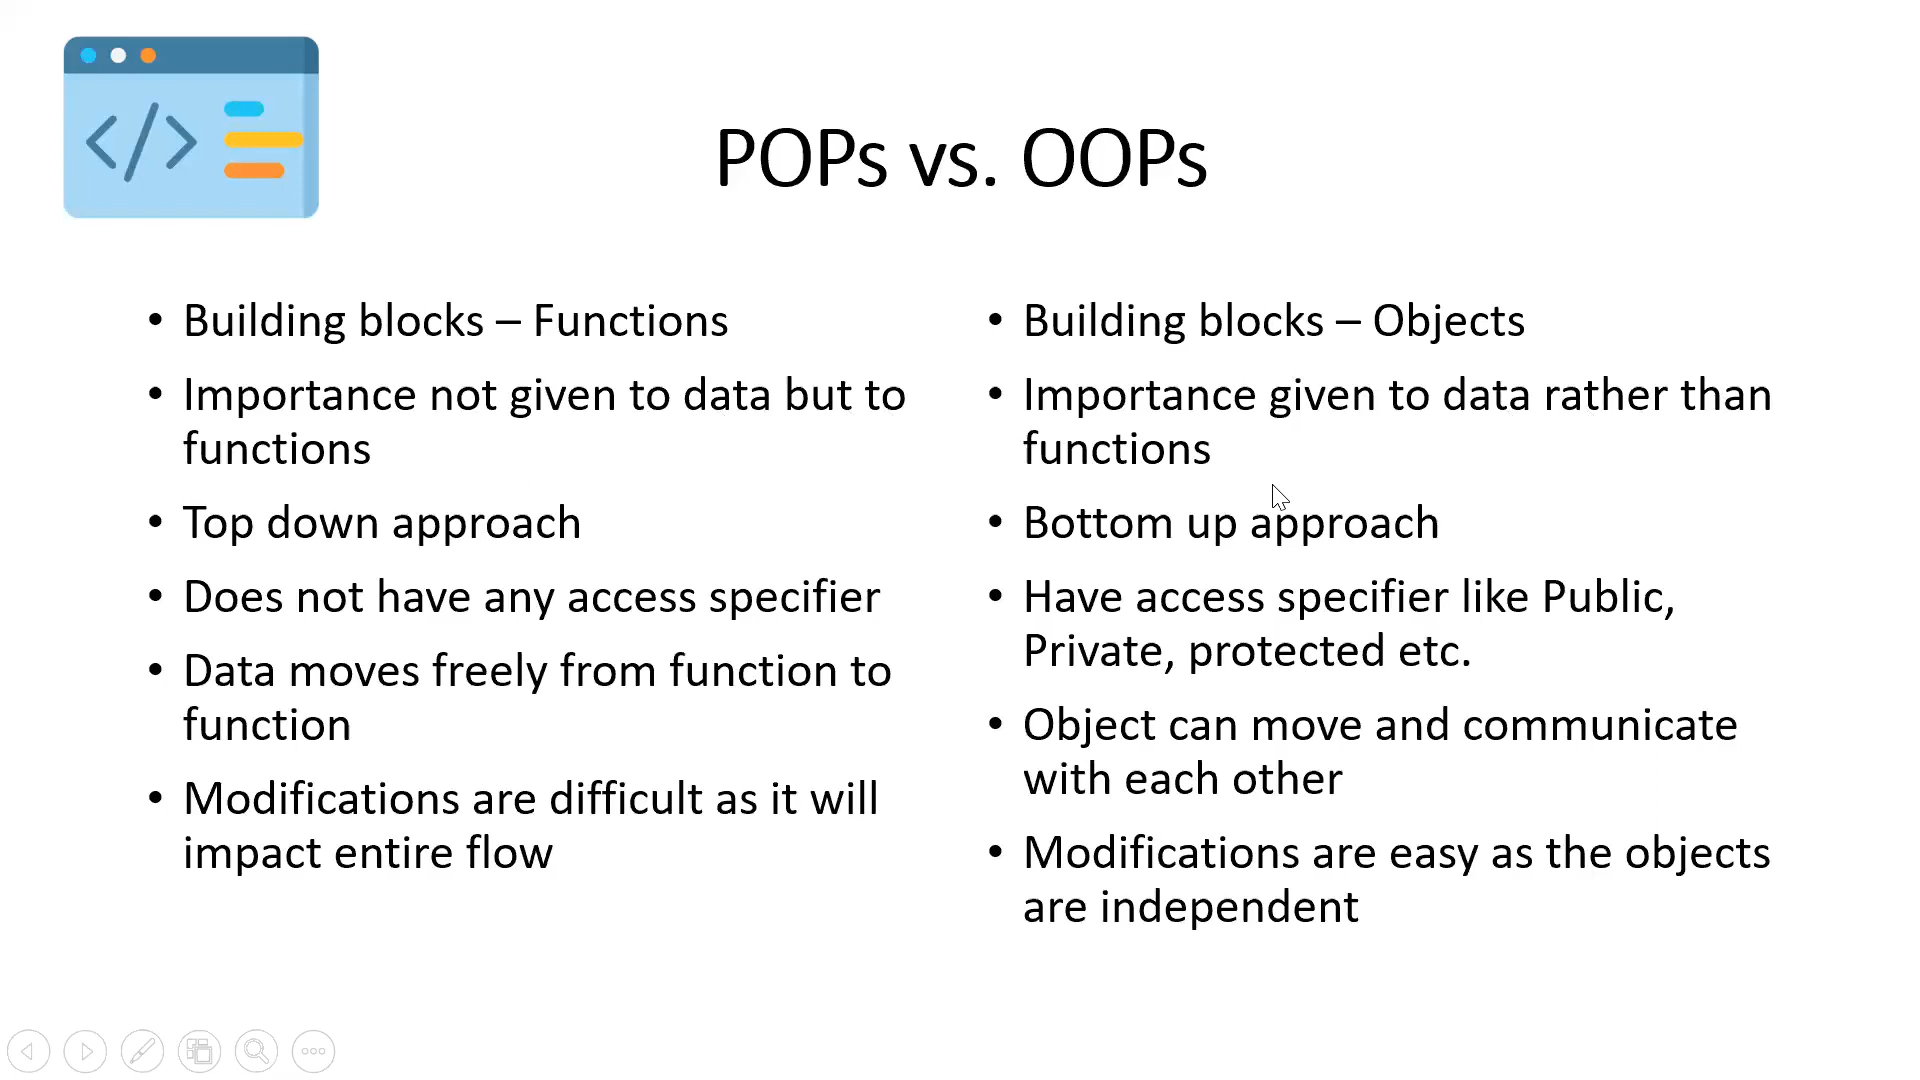 </>
POPs vs. OOPs
• Building blocks – Functions
• Importance not given to data but to
functions
• Top down approach
• Does not have any access specifier
• Data moves freely from function to
function
• Modifications are difficult as it will
impact entire flow
• Building blocks – Objects
• Importance given to data rather than
functions
• Bottom up approach
• Have access specifier like Public,
Private, protected etc.
• Object can move and communicate
with each other
• Modifications are easy as the objects
are independent